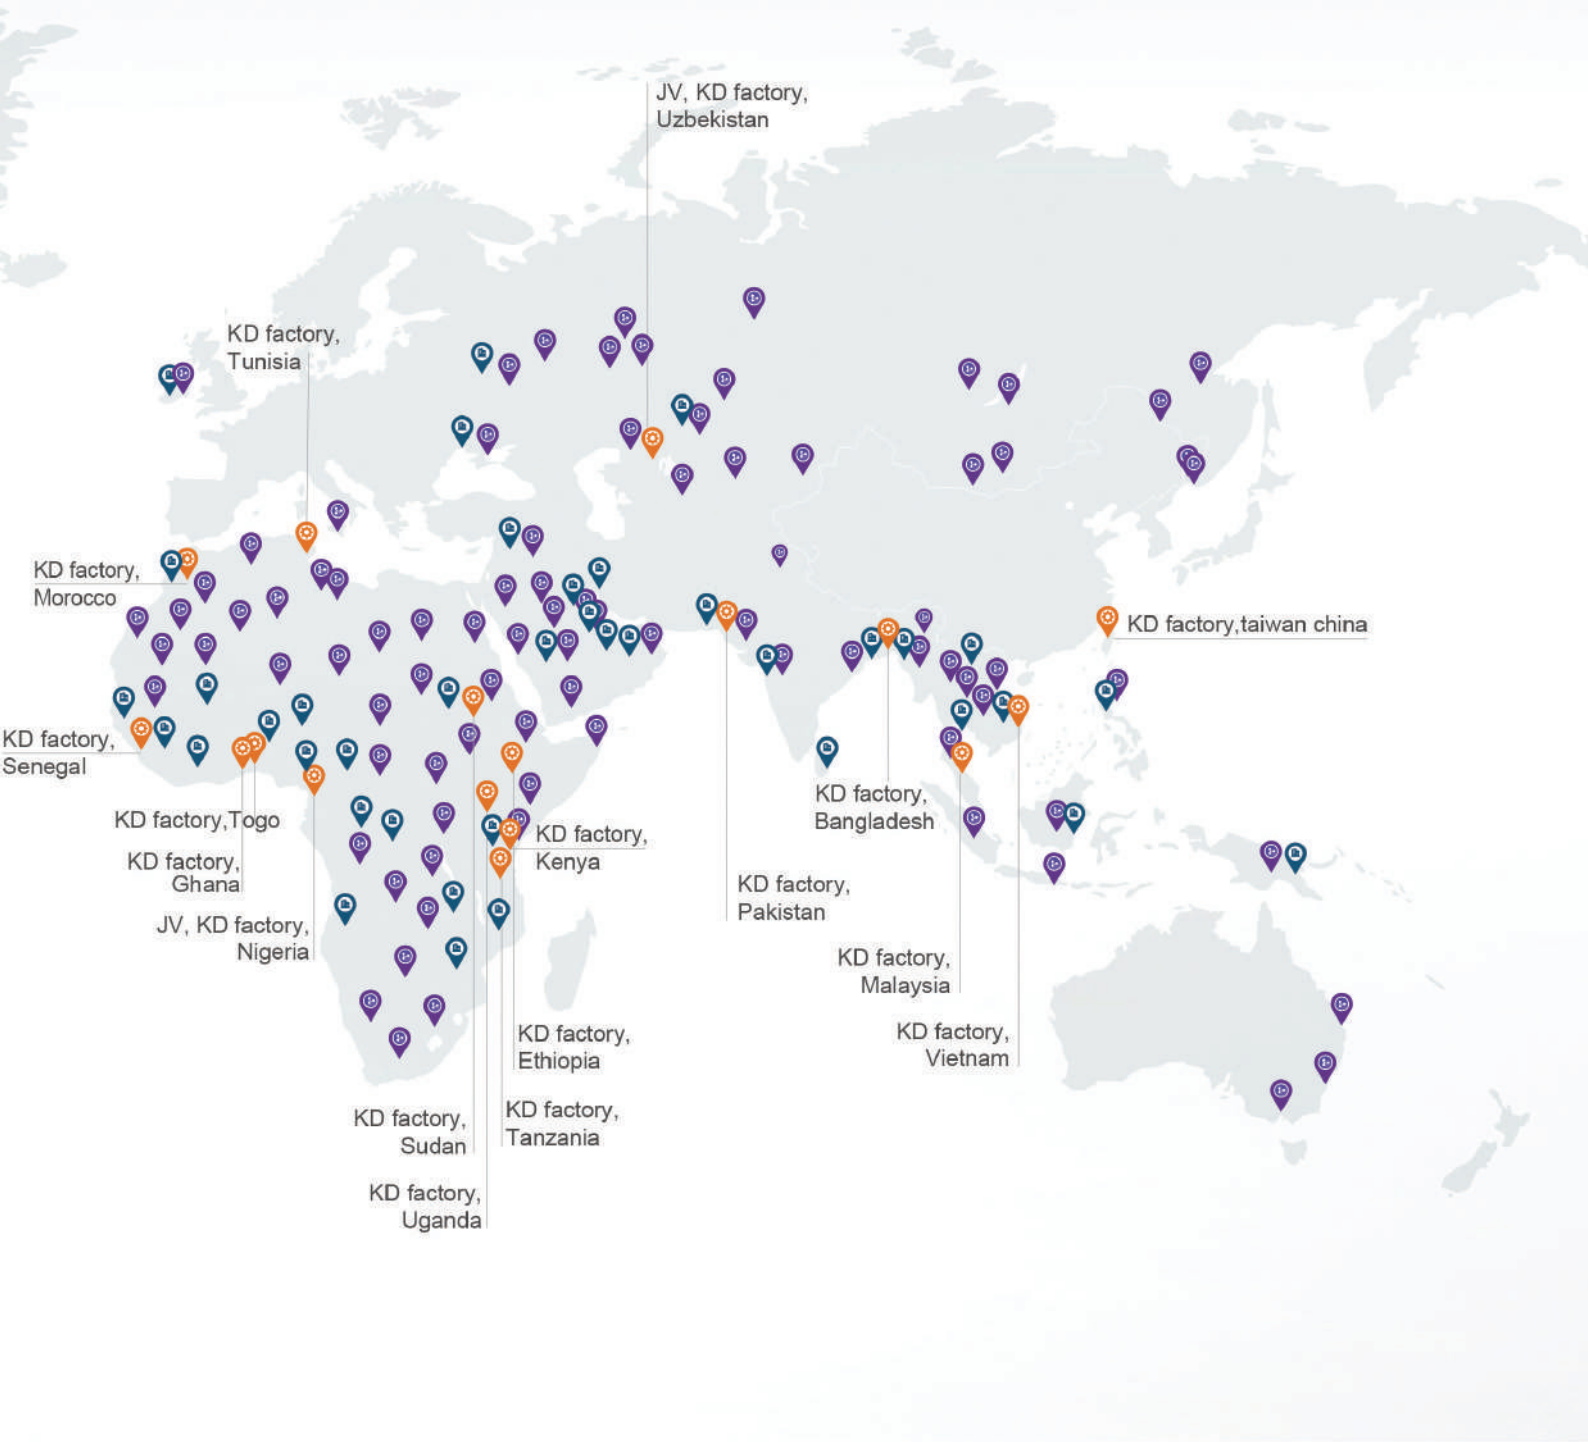 JV, KD factory,
Uzbekistan
KD factory,
Tunisia
KD factory,
Morocco
KD factory,taiwan china
KD factory,
Senegal
KD factory,Togo
KD factory,
Ghana
JV, KD factory,
Nigeria
KD factory,
Kenya
KD factory,
Bangladesh
KD factory,
Pakistan
KD factory,
Malaysia
KD factory,
Vietnam
KD factory,
Ethiopia
KD factory,
Sudan
KD factory,
Tanzania
KD factory,
Uganda